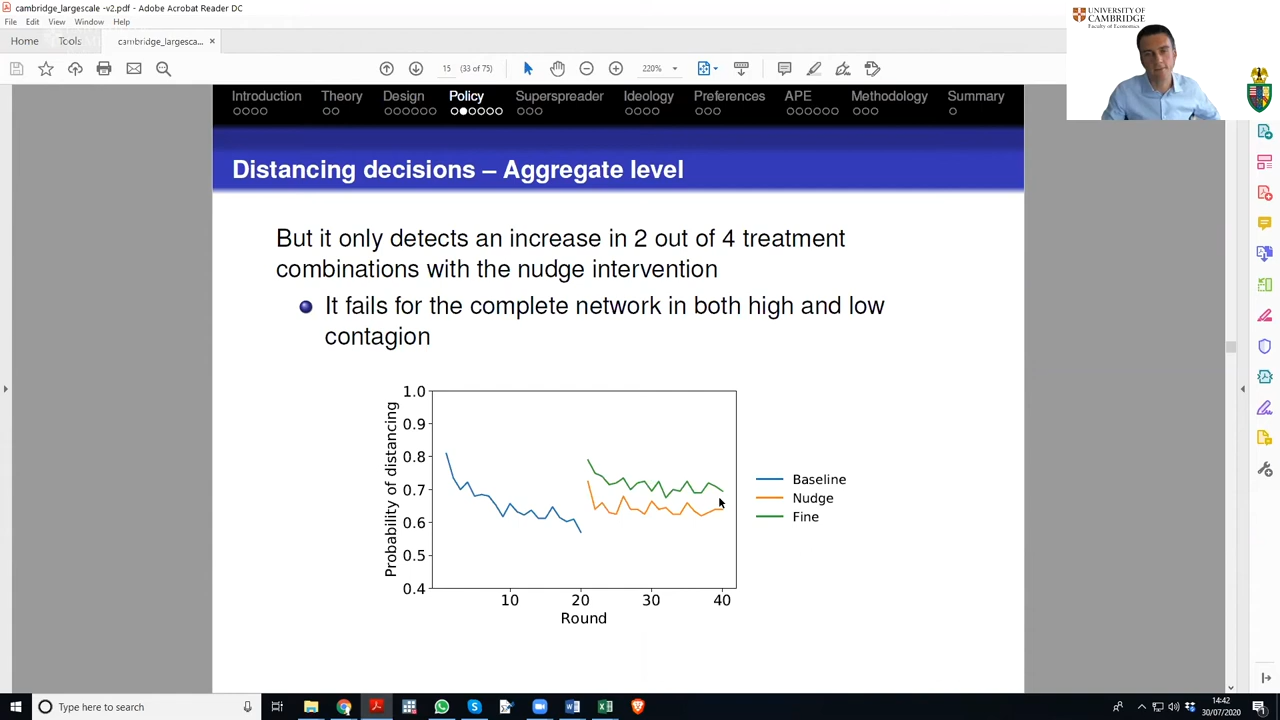 cambridge_largescale -v2.pdf - Adobe Acrobat Reader DC
File Edit View Window Help
Home Tools cambridge_largesca... ×
15 (33 of 75) 220%
UNIVERSITY OF
CAMBRIDGE
Faculty of Economics
Introduction Theory Design Policy Superspreader Ideology Preferences APE Methodology Summary
Distancing decisions – Aggregate level
But it only detects an increase in 2 out of 4 treatment
combinations with the nudge intervention
It fails for the complete network in both high and low
contagion
Probability of distancing
1.0
0.9
0.8
0.7
0.6
0.5
0.4
10 20 30 40
Round
Baseline
Nudge
Fine
Type here to search
14:42
30/07/2020